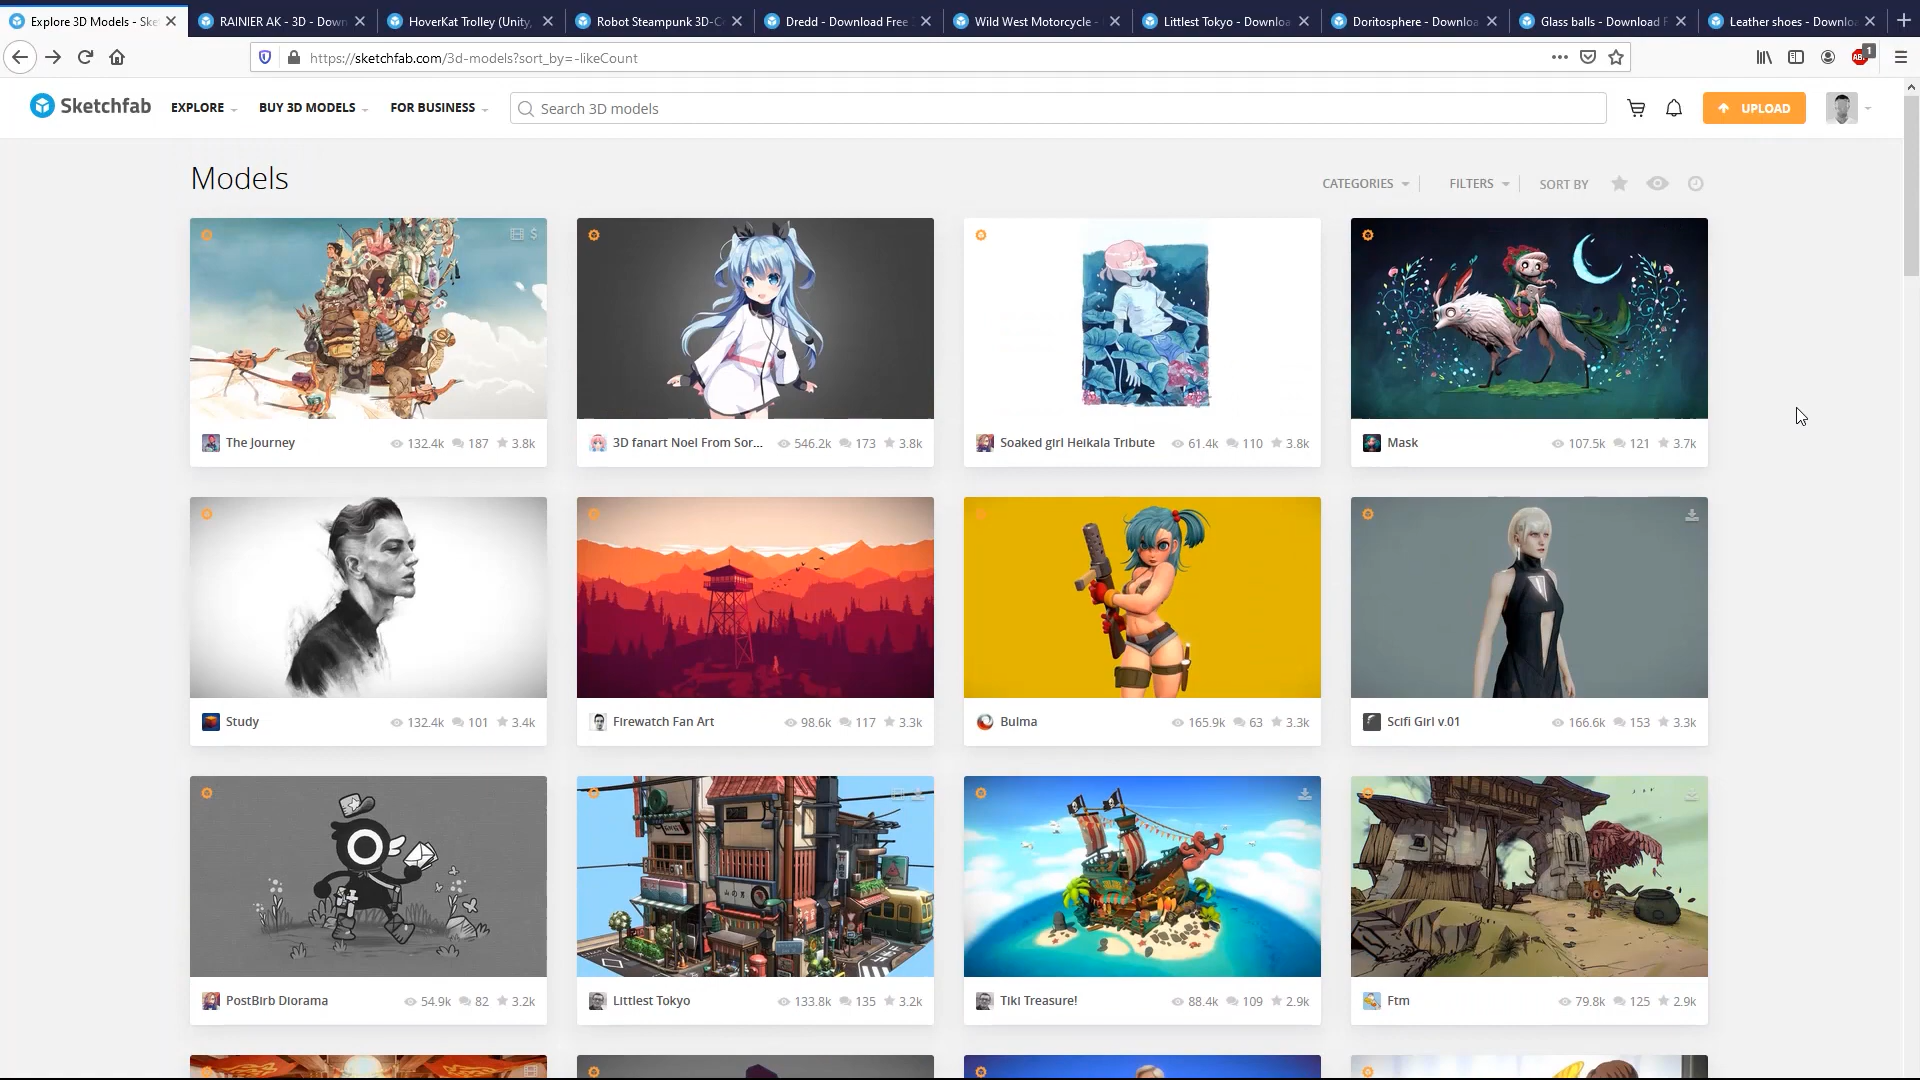 Explore 3D Models - Ske
RAINIER AK - 3D - Down
HoverKat Trolley (Unity,
Robot Steampunk 3D-C
Dredd - Download Free
Wild West Motorcycle -
Littlest Tokyo - Downloa
Doritosphere - Downloa
Glass balls - Download F
Leather shoes - Downloa
https://sketchfab.com/3d-models?sort_by=-likeCount
1
Sketchfab
EXPLORE
BUY 3D MODELS
FOR BUSINESS
Search 3D models
UPLOAD
Models
CATEGORIES
FILTERS
SORT BY
The Journey 132.4k 187 3.8k
3D fanart Noel From Sor... 546.2k 173 3.8k
Soaked girl Heikala Tribute 61.4k 110 3.8k
Mask 107.5k 121 3.7k
Study 132.4k 101 3.4k
Firewatch Fan Art 98.6k 117 3.3k
Bulma 165.9k 63 3.3k
Scifi Girl v.01 166.6k 153 3.3k
PostBirb Diorama 54.9k 82 3.2k
Littlest Tokyo 133.8k 135 3.2k
Tiki Treasure! 88.4k 109 2.9k
Ftm 79.8k 125 2.9k